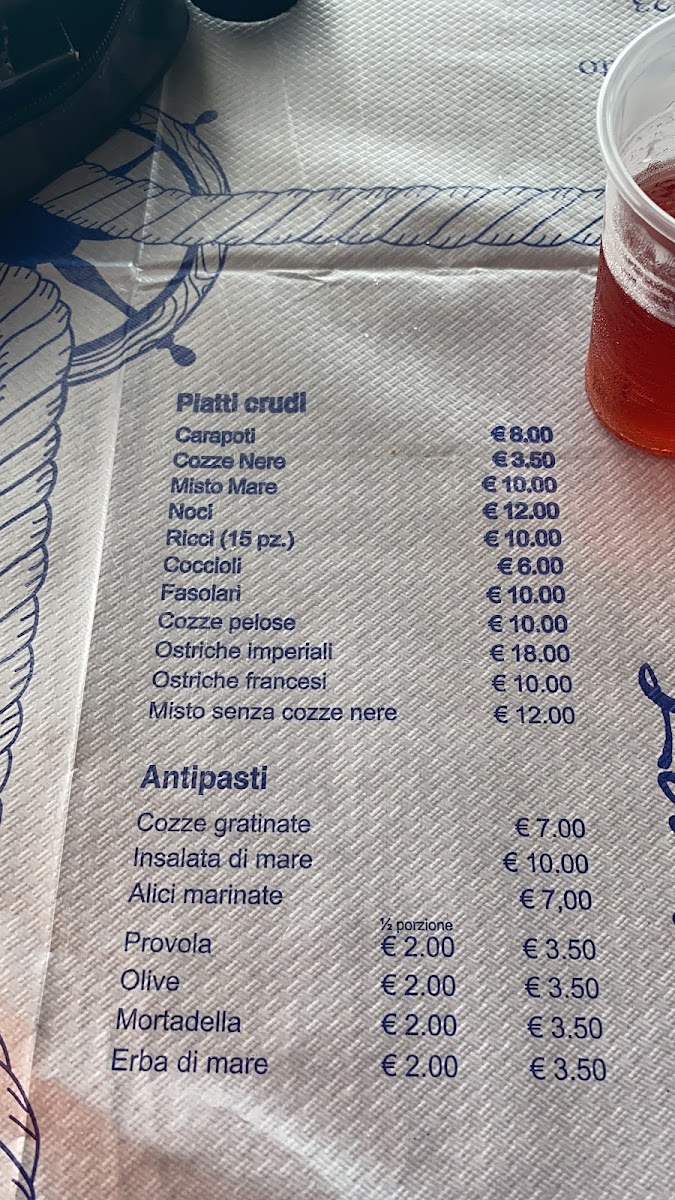 Piatti crudi
Carapoti € 8.00
Cozze Nere € 3.50
Misto Mare € 10.00
Noci € 12.00
Ricci (15 pz.) € 10.00
Coccioli € 6.00
Fasolari € 10.00
Cozze pelose € 10.00
Ostriche imperiali € 18.00
Ostriche francesi € 10.00
Misto senza cozze nere € 12.00
Antipasti
Cozze gratinate € 7.00
Insalata di mare € 10.00
Alici marinate € 7,00
½ porzione
Provola € 2.00 € 3.50
Olive € 2.00 € 3.50
Mortadella € 2.00 € 3.50
Erba di mare € 2.00 € 3.50